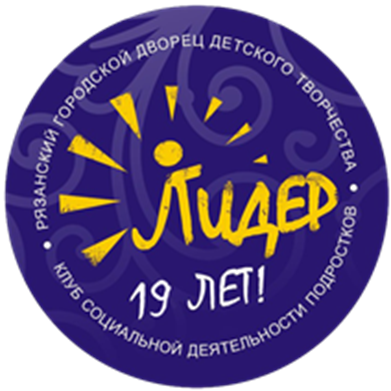 РЯЗАНСКИЙ ГОРОДСКОЙ ДВОРЕЦ ДЕТСКОГО ТВОРЧЕСТВА
ЛИДЕР
19 ЛЕТ!
КЛУБ СОЦИАЛЬНОЙ ДЕЯТЕЛЬНОСТИ ПОДРОСТКОВ